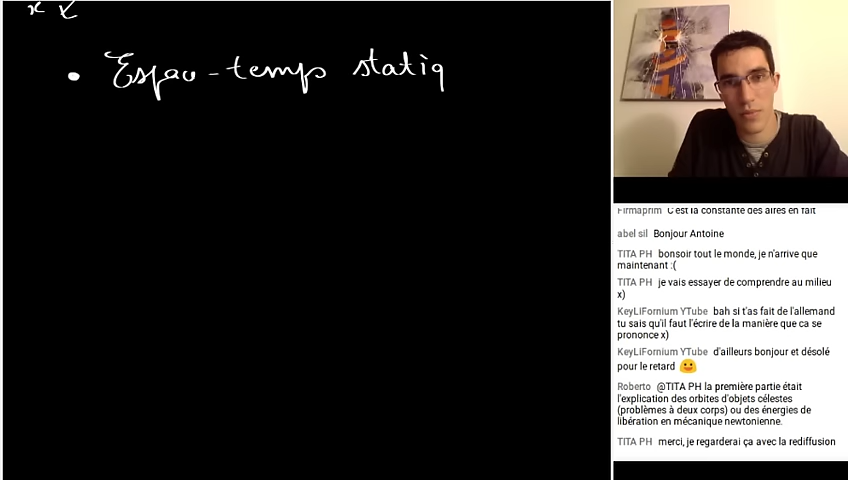 • Espace-temps statiq
Firmaprim C'est la constante des aires en fait
abel sil Bonjour Antoine
TITA PH bonsoir tout le monde, je n'arrive que
maintenant :(
TITA PH je vais essayer de comprendre au milieu
x)
KeyLiFornium YTube bah si t'as fait de l'allemand
tu sais qu'il faut l'écrire de la manière que ca se
prononce x)
KeyLiFornium YTube d'ailleurs bonjour et désolé
pour le retard
Roberto @TITA PH la première partie était
l'explication des orbites d'objets célestes
(problèmes à deux corps) ou des énergies de
libération en mécanique newtonienne.
TITA PH merci, je regarderai ça avec la rediffusion